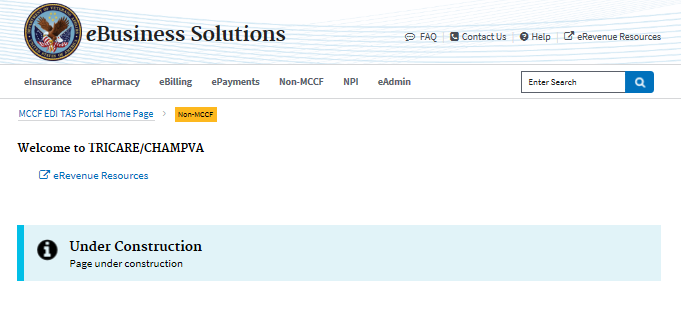 eBusiness Solutions
FAQ | Contact Us | Help | eRevenue Resources
eInsurance ePharmacy eBilling ePayments Non-MCCF NPI eAdmin Enter Search
MCCF EDI TAS Portal Home Page > Non-MCCF
Welcome to TRICARE/CHAMPVA
eRevenue Resources
Under Construction
Page under construction